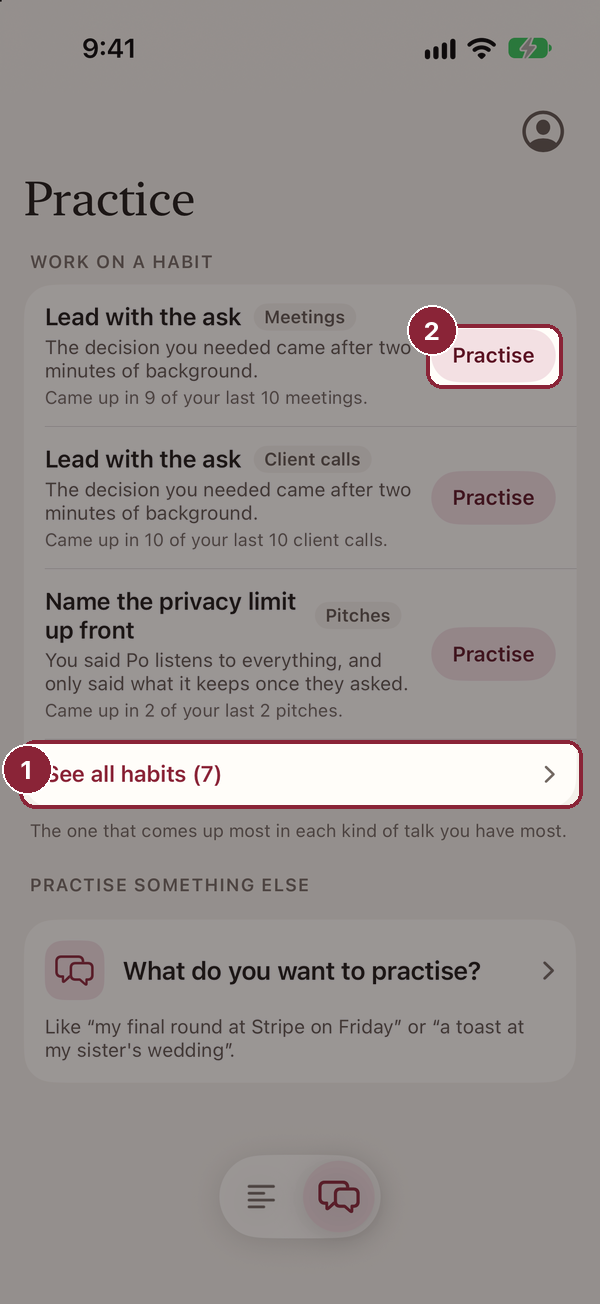 9:41
Practice
WORK ON A HABIT
Lead with the ask Meetings
The decision you needed came after two
minutes of background.
Came up in 9 of your last 10 meetings.
2
Practise
Lead with the ask Client calls
The decision you needed came after two
minutes of background.
Came up in 10 of your last 10 client calls.
Practise
Name the privacy limit
up front
Pitches
You said Po listens to everything, and
only said what it keeps once they asked.
Came up in 2 of your last 2 pitches.
Practise
1
See all habits (7)
The one that comes up most in each kind of talk you have most.
PRACTISE SOMETHING ELSE
What do you want to practise?
Like “my final round at Stripe on Friday” or “a toast at
my sister's wedding”.